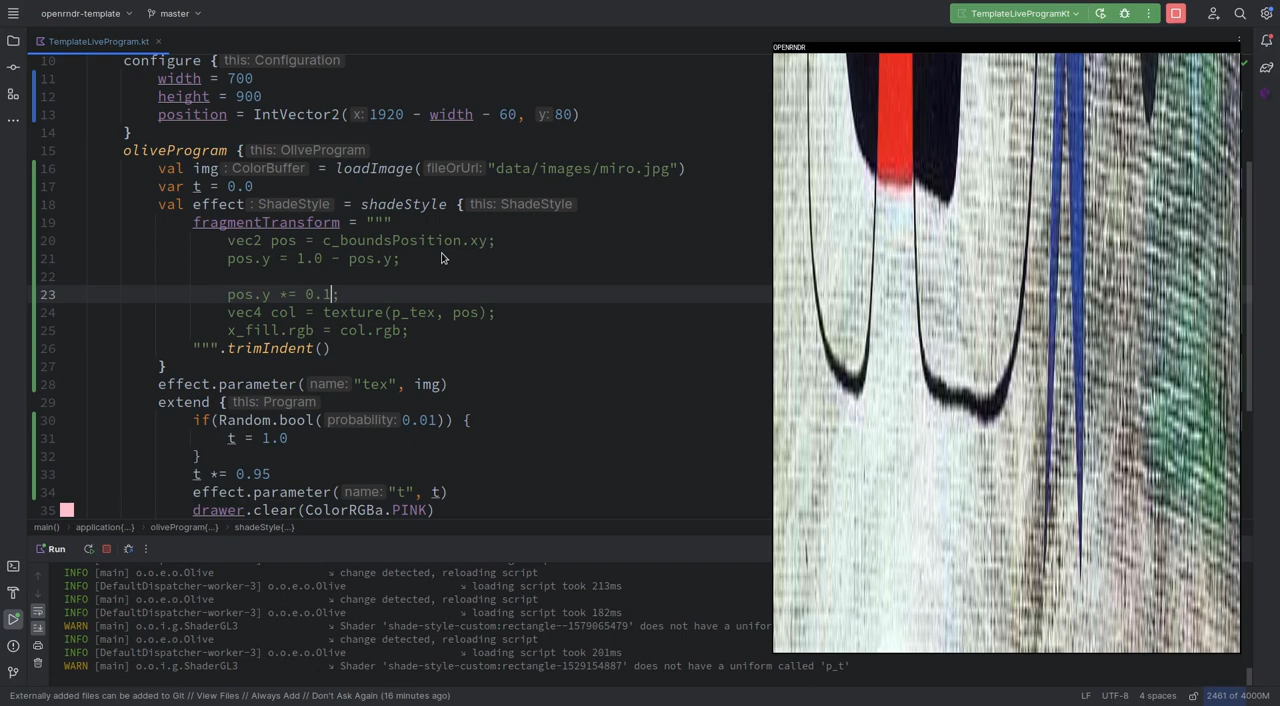 openrndr-template master TemplateLiveProgramKt
TemplateLiveProgram.kt
OPENRNDR
10 configure { this: Configuration
11 width = 700
12 height = 900
13 position = IntVector2( x: 1920 - width - 60, y: 80)
14 }
15 oliveProgram { this: OliveProgram
16 val img : ColorBuffer = loadImage( fileOrUrl: "data/images/miro.jpg")
17 var t = 0.0
18 val effect : ShadeStyle = shadeStyle { this: ShadeStyle
19 fragmentTransform = """
20 vec2 pos = c_boundsPosition.xy;
21 pos.y = 1.0 - pos.y;
22
23 pos.y *= 0.1;
24 vec4 col = texture(p_tex, pos);
25 x_fill.rgb = col.rgb;
26 """.trimIndent()
27 }
28 effect.parameter( name: "tex", img)
29 extend { this: Program
30 if(Random.bool( probability: 0.01)) {
31 t = 1.0
32 }
33 t *= 0.95
34 effect.parameter( name: "t", t)
35 drawer.clear(ColorRGBa.PINK)
main() application{...} oliveProgram{...} shadeStyle{...}
Run
INFO [main] o.o.e.o.Olive ↘ change detected, reloading script
INFO [DefaultDispatcher-worker-3] o.o.e.o.Olive ↘ loading script took 213ms
INFO [main] o.o.e.o.Olive ↘ change detected, reloading script
INFO [DefaultDispatcher-worker-3] o.o.e.o.Olive ↘ loading script took 182ms
WARN [main] o.o.i.g.ShaderGL3 ↘ Shader 'shade-style-custom:rectangle--1579065479' does not have a unifor
INFO [main] o.o.e.o.Olive ↘ change detected, reloading script
INFO [DefaultDispatcher-worker-3] o.o.e.o.Olive ↘ loading script took 201ms
WARN [main] o.o.i.g.ShaderGL3 ↘ Shader 'shade-style-custom:rectangle-1529154887' does not have a uniform called 'p_t'
Externally added files can be added to Git // View Files // Always Add // Don't Ask Again (16 minutes ago) LF UTF-8 4 spaces 2461 of 4000M